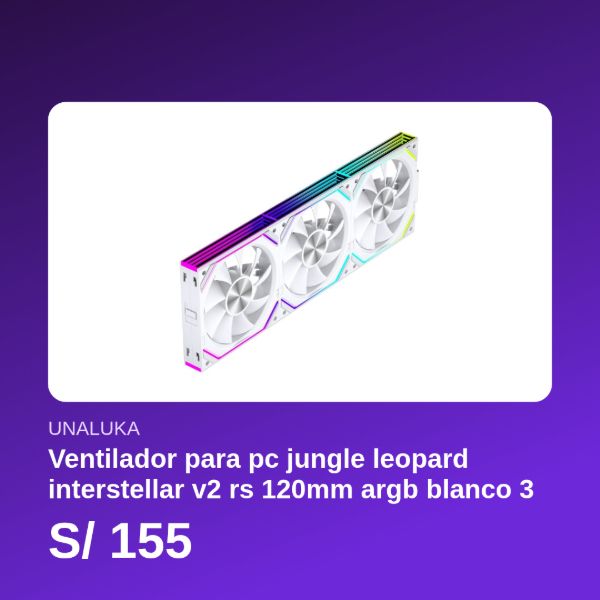 UNALUKA
Ventilador para pc jungle leopard
interstellar v2 rs 120mm argb blanco 3
S/ 155